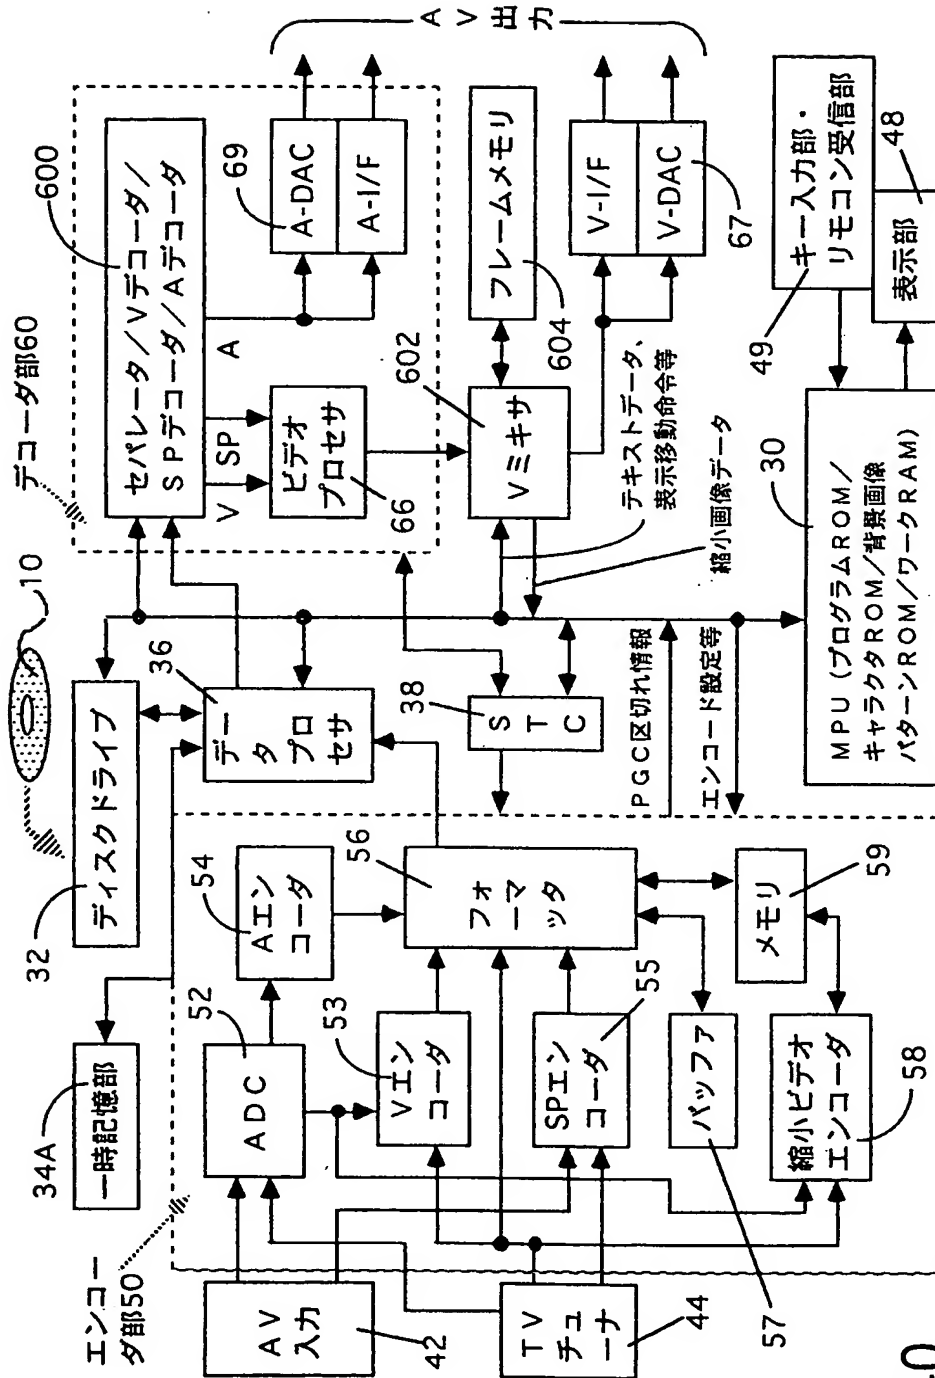 エンコー
ダ部50
AV
入力
42
TV
チュ
ーナ
44
34A
一時記憶部
32
ディスクドライブ
10
52
ADC
54
Aエン
コーダ
53
Vエン
コーダ
55
SPエン
コーダ
57
バッファ
58
縮小ビデオ
エンコーダ
59
メモリ
56
フォ
ーマ
ッタ
36
デー
タ
プロ
セサ
38
STC
PGC区切れ情報
エンコード設定等
デコーダ部60
600
セパレータ/Vデコーダ/
SPデコーダ/Aデコーダ
V
SP
A
ビデオ
プロセサ
66
69
A-DAC
A-I/F
AV出力
602
Vミキサ
フレームメモリ
604
V-I/F
V-DAC
67
テキストデータ、
表示移動命令等
縮小画像データ
30
MPU(プログラムROM/
キャラクタROM/背景画像
パターンROM/ワークRAM)
49
キー入力部・
リモコン受信部
48
表示部